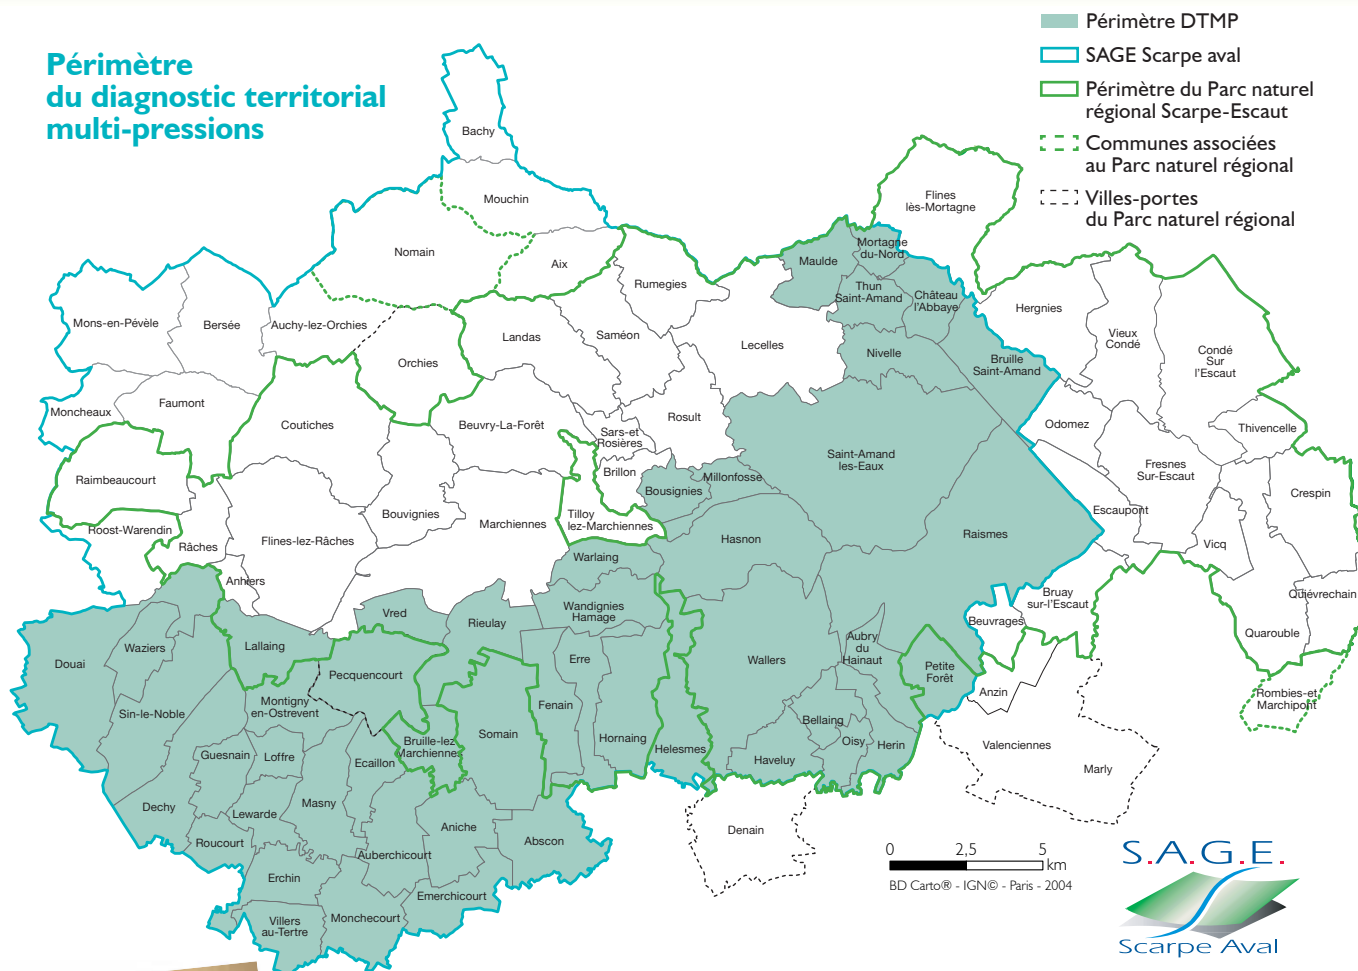 Périmètre
du diagnostic territorial
multi-pressions
Périmètre DTMP
SAGE Scarpe aval
Périmètre du Parc naturel
régional Scarpe-Escaut
Communes associées
au Parc naturel régional
Villes-portes
du Parc naturel régional
Bachy
Mouchin
Flines
lès-Mortagne
Nomain
Aix
Mortagne
du-Nord
Maulde
Rumegies
Thun
Saint-Amand
Château
l'Abbaye
Hergnies
Mons-en-Pévèle
Bersée
Auchy-lez-Orchies
Landas
Saméon
Lecelles
Vieux
Condé
Condé
Sur
l'Escaut
Orchies
Nivelle
Bruille
Saint-Amand
Moncheaux
Faumont
Coutiches
Beuvry-La-Forêt
Rosult
Sars-et
Rosières
Odomez
Thivencelle
Saint-Amand
les-Eaux
Fresnes
Sur-Escaut
Raimbeaucourt
Brillon
Millonfosse
Bousignies
Crespin
Roost-Warendin
Bouvignies
Marchiennes
Tilloy
lez-Marchiennes
Escaupont
Râches
Flines-lez-Râches
Hasnon
Raismes
Vicq
Warlaing
Anhiers
Quiévrechain
Bruay
sur-l'Escaut
Vred
Wandignies
Hamage
Rieulay
Beuvrages
Quarouble
Waziers
Lallaing
Aubry
du
Hainaut
Douai
Erre
Wallers
Petite
Forêt
Pecquencourt
Anzin
Rombies-et
Marchipont
Montigny
en-Ostrevent
Sin-le-Noble
Fenain
Bellaing
Somain
Hornaing
Oisy
Herin
Helesmes
Valenciennes
Bruille-lez
Marchiennes
Guesnain
Loffre
Ecaillon
Haveluy
Marly
Dechy
Masny
Lewarde
Aniche
Denain
Roucourt
Abscon
Auberchicourt
Erchin
Emerchicourt
Villers
au-Tertre
Monchecourt
0 2,5 5
km
BD Carto® - IGN© - Paris - 2004
S.A.G.E.
Scarpe Aval